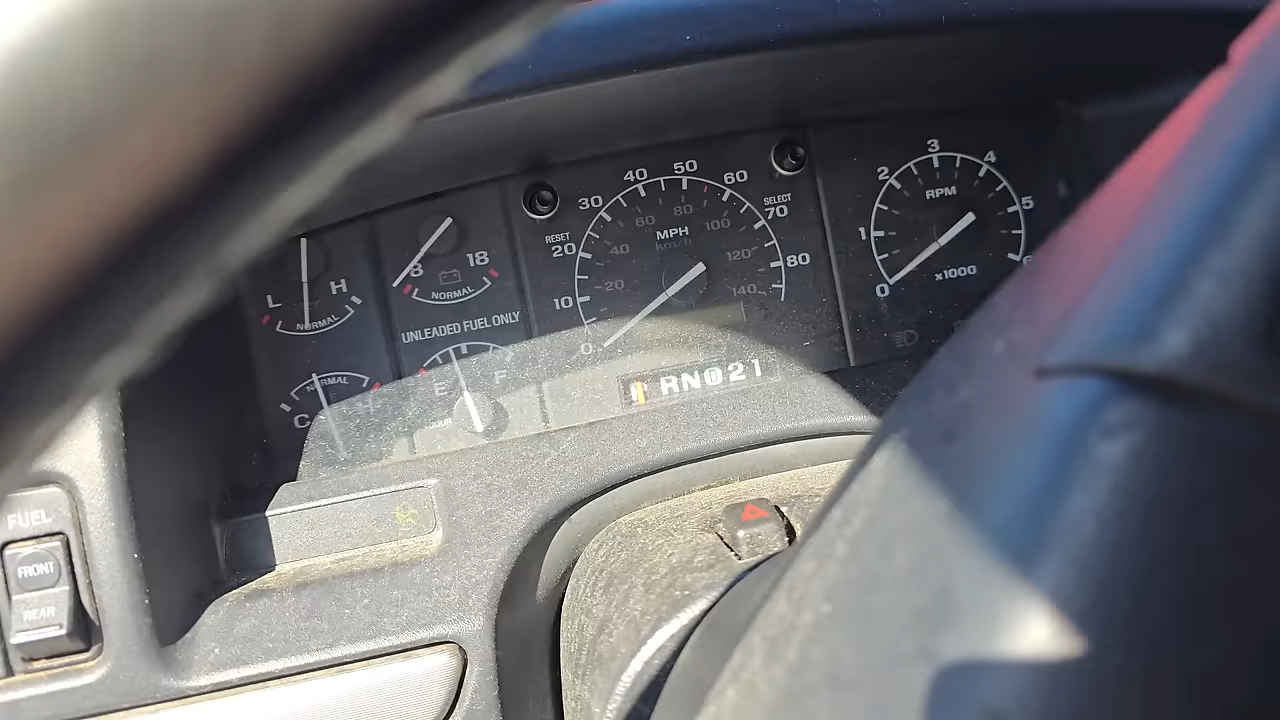 L H
NORMAL
8 18
NORMAL
UNLEADED FUEL ONLY
NORMAL
C H
E F
DOOR
RESET
SELECT
0 10 20 30 40 50 60 70 80
20 40 60 80 100 120 140
MPH
km/h
RN021
0 1 2 3 4 5 6
RPM
x1000
FUEL
FRONT
REAR